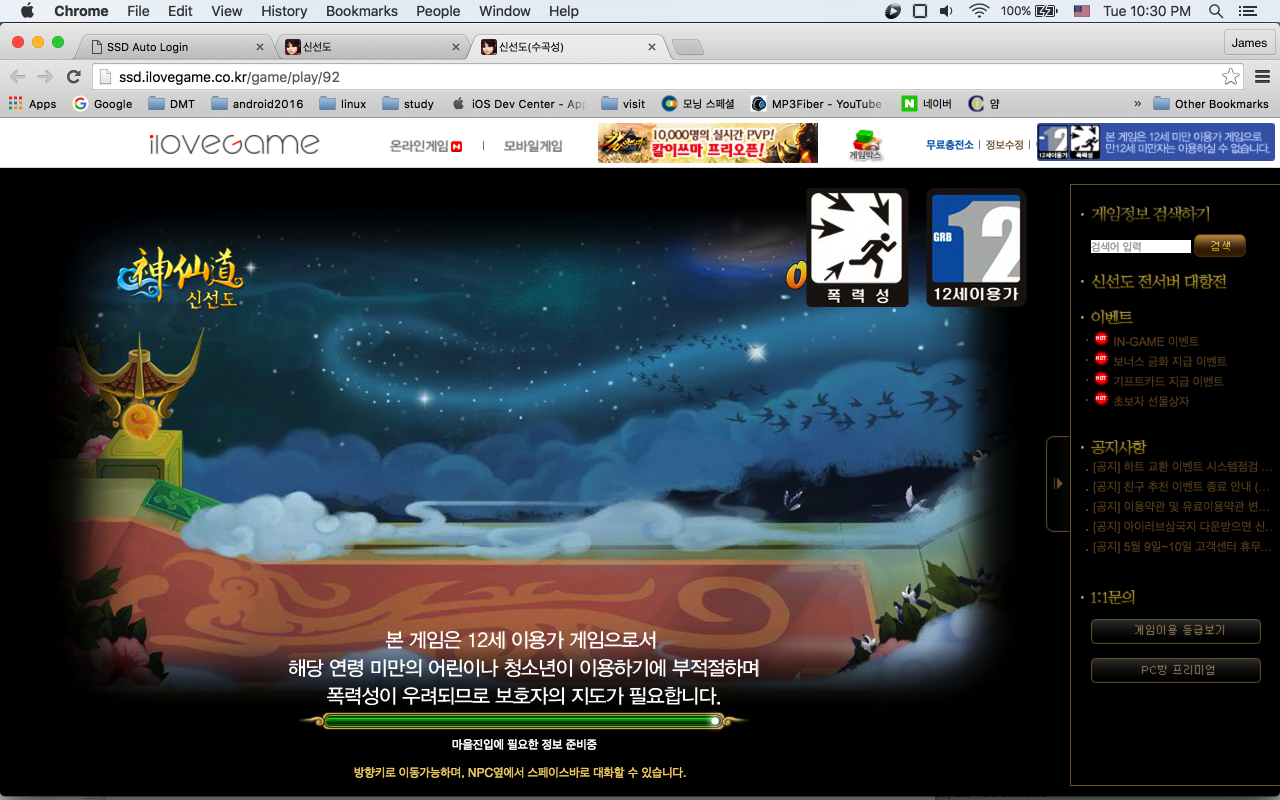 Chrome File Edit View History Bookmarks People Window Help 100% Tue 10:30 PM
SSD Auto Login 신선도 신선도(수곡성) James
ssd.ilovegame.co.kr/game/play/92
Apps Google DMT android2016 linux study iOS Dev Center - App visit 모닝 스페셜 MP3Fiber - YouTube 네이버 얌 » Other Bookmarks
ilovegame 온라인게임 N | 모바일게임
10,000명의 실시간 PVP!
칼이쓰마 프리오픈!
게임박스
무료충전소 | 정보수정 |
12세이용가 폭력성
본 게임은 12세 미만 이용가 게임으로
만12세 미만자는 이용하실 수 없습니다.
神仙道
신선도
0
폭력성
GRB 12
12세이용가
게임정보 검색하기
검색어 입력 검색
신선도 전서버 대항전
이벤트
HOT IN-GAME 이벤트
HOT 보너스 금화 지급 이벤트
HOT 기프트카드 지급 이벤트
HOT 초보자 선물상자
공지사항
[공지] 하트 교환 이벤트 시스템점검 ...
[공지] 친구 추천 이벤트 종료 안내 (...
[공지] 이용약관 및 유료이용약관 변...
[공지] 아이러브삼국지 다운받으면 신...
[공지] 5월 9일~10일 고객센터 휴무...
1:1문의
게임이용 등급보기
PC방 프리미엄
본 게임은 12세 이용가 게임으로서
해당 연령 미만의 어린이나 청소년이 이용하기에 부적절하며
폭력성이 우려되므로 보호자의 지도가 필요합니다.
마을진입에 필요한 정보 준비중
방향키로 이동가능하며, NPC옆에서 스페이스바로 대화할 수 있습니다.